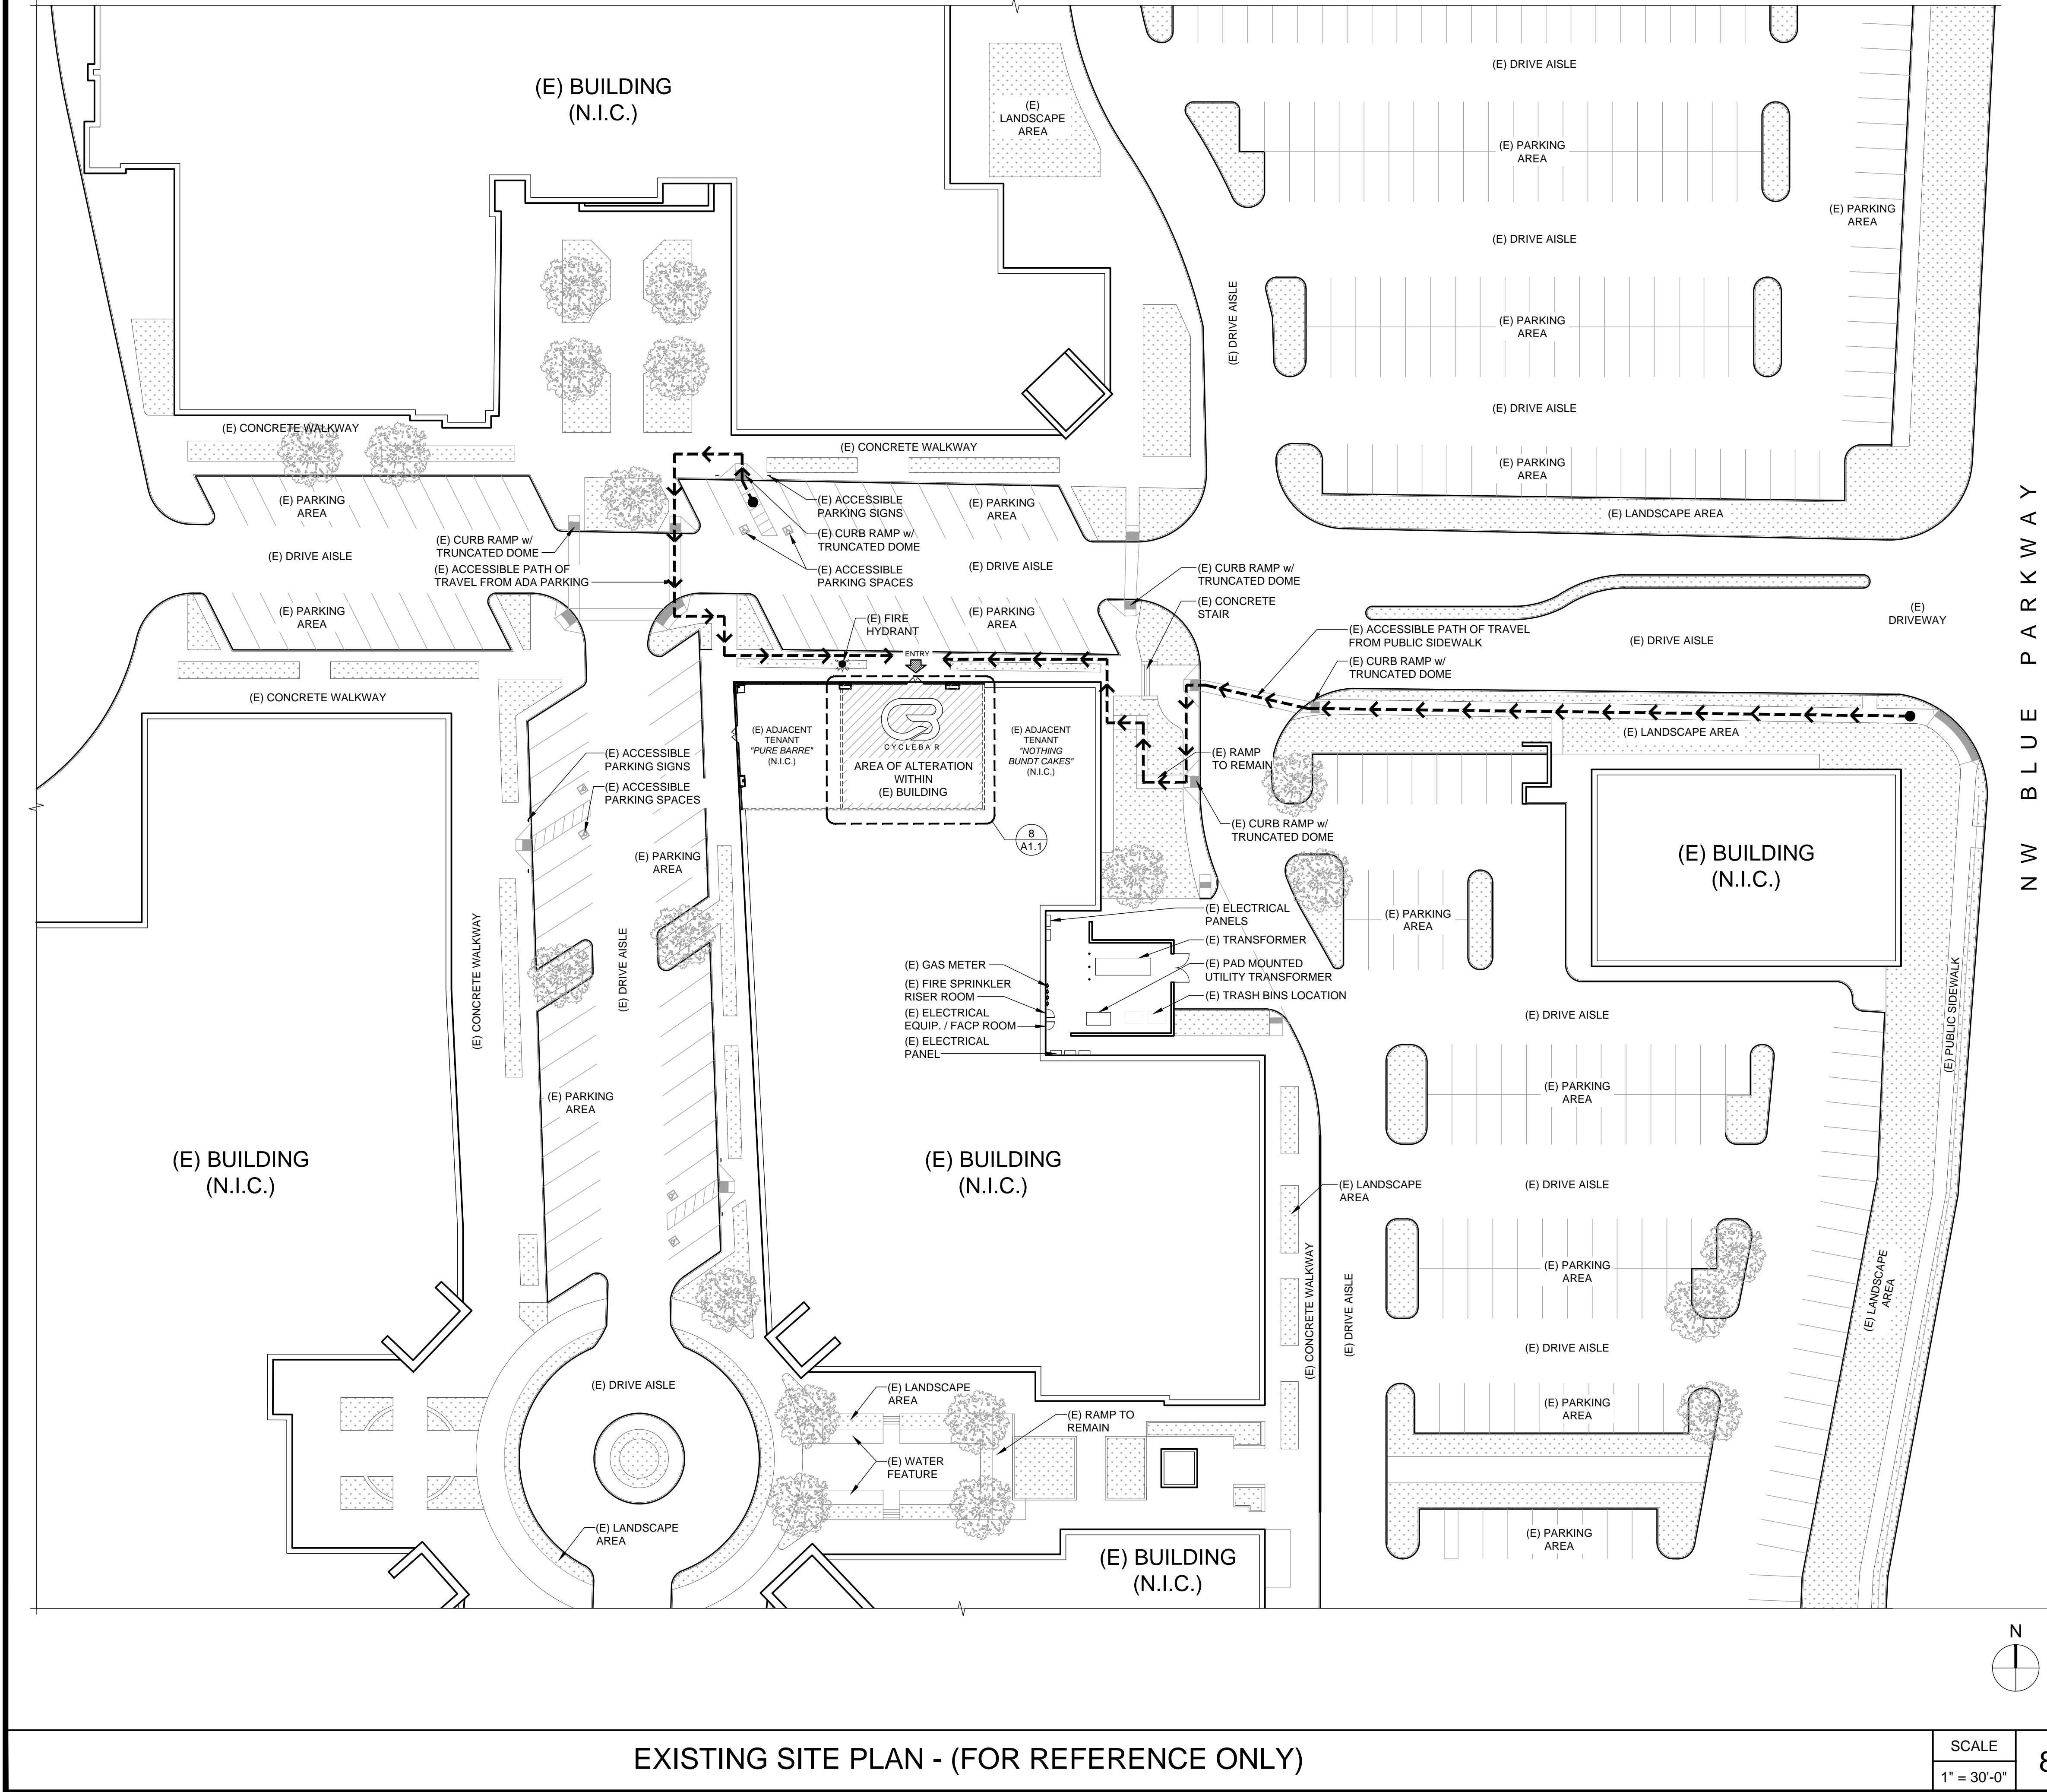 (E) BUILDING
(N.I.C.)
(E)
LANDSCAPE
AREA
(E) DRIVE AISLE
(E) PARKING
AREA
(E) PARKING
AREA
(E) DRIVE AISLE
(E) DRIVE AISLE
(E) PARKING
AREA
(E) DRIVE AISLE
(E) PARKING
AREA
(E) LANDSCAPE AREA
(E) CONCRETE WALKWAY
(E) CONCRETE WALKWAY
(E) PARKING
AREA
(E) DRIVE AISLE
(E) PARKING
AREA
(E) CONCRETE WALKWAY
(E) CURB RAMP w/
TRUNCATED DOME
(E) ACCESSIBLE PATH OF
TRAVEL FROM ADA PARKING
(E) ACCESSIBLE
PARKING SIGNS
(E) CURB RAMP w/
TRUNCATED DOME
(E) ACCESSIBLE
PARKING SPACES
(E) PARKING
AREA
(E) DRIVE AISLE
(E) PARKING
AREA
(E) FIRE
HYDRANT
ENTRY
(E) CURB RAMP w/
TRUNCATED DOME
(E) CONCRETE
STAIR
(E) ACCESSIBLE PATH OF TRAVEL
FROM PUBLIC SIDEWALK
(E) CURB RAMP w/
TRUNCATED DOME
(E) DRIVE AISLE
(E)
DRIVEWAY
NW BLUE PARKWAY
(E) LANDSCAPE AREA
(E) RAMP
TO REMAIN
(E) CURB RAMP w/
TRUNCATED DOME
(E) ADJACENT
TENANT
"PURE BARRE"
(N.I.C.)
CB
CYCLEBAR
AREA OF ALTERATION
WITHIN
(E) BUILDING
(E) ADJACENT
TENANT
"NOTHING
BUNDT CAKES"
(N.I.C.)
8
A1.1
(E) ACCESSIBLE
PARKING SIGNS
(E) ACCESSIBLE
PARKING SPACES
(E) PARKING
AREA
(E) CONCRETE WALKWAY
(E) DRIVE AISLE
(E) PARKING
AREA
(E) BUILDING
(N.I.C.)
(E) PARKING
AREA
(E) ELECTRICAL
PANELS
(E) TRANSFORMER
(E) PAD MOUNTED
UTILITY TRANSFORMER
(E) TRASH BINS LOCATION
(E) GAS METER
(E) FIRE SPRINKLER
RISER ROOM
(E) ELECTRICAL
EQUIP. / FACP ROOM
(E) ELECTRICAL
PANEL
(E) DRIVE AISLE
(E) PUBLIC SIDEWALK
(E) PARKING
AREA
(E) BUILDING
(N.I.C.)
(E) BUILDING
(N.I.C.)
(E) LANDSCAPE
AREA
(E) DRIVE AISLE
(E) CONCRETE WALKWAY
(E) DRIVE AISLE
(E) PARKING
AREA
(E) LANDSCAPE
AREA
(E) DRIVE AISLE
(E) PARKING
AREA
(E) DRIVE AISLE
(E) LANDSCAPE
AREA
(E) RAMP TO
REMAIN
(E) WATER
FEATURE
(E) LANDSCAPE
AREA
(E) PARKING
AREA
(E) BUILDING
(N.I.C.)
N
EXISTING SITE PLAN - (FOR REFERENCE ONLY)
SCALE
1" = 30'-0"